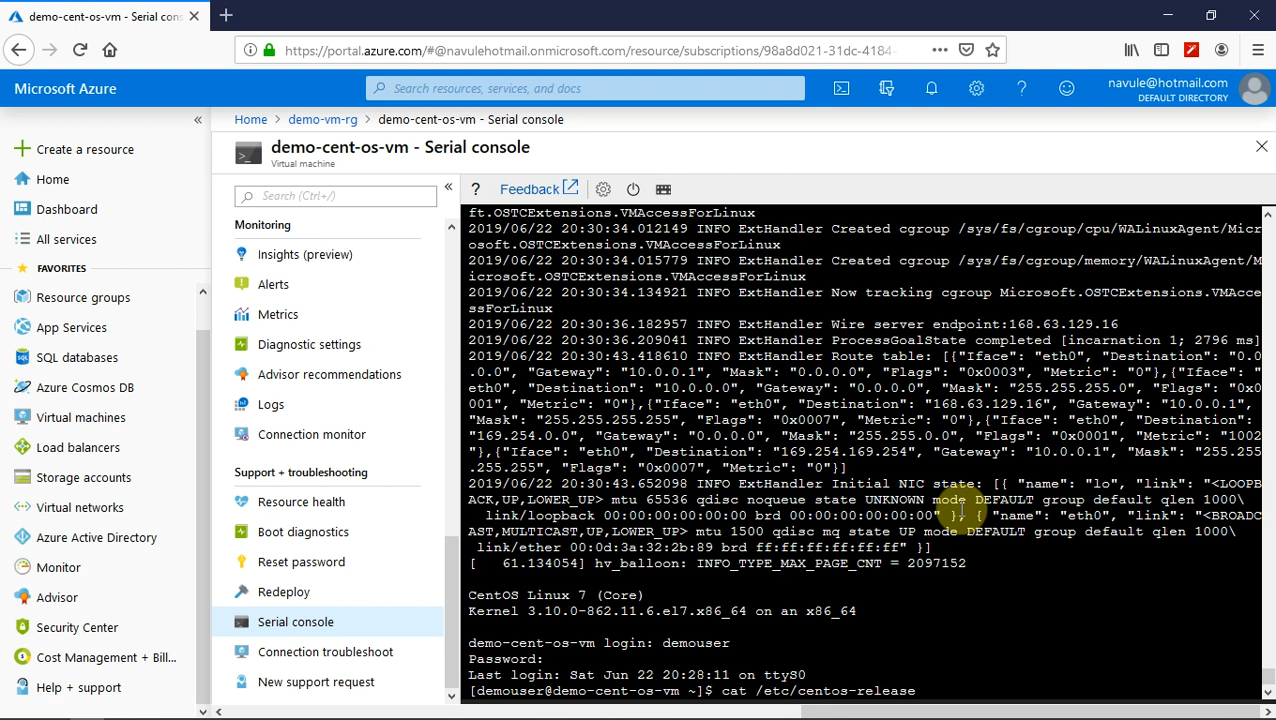 demo-cent-os-vm - Serial cons
https://portal.azure.com/#@navulehotmail.onmicrosoft.com/resource/subscriptions/98a8d021-31dc-4184-
Microsoft Azure
Search resources, services, and docs
navule@hotmail.com
DEFAULT DIRECTORY
Home > demo-vm-rg > demo-cent-os-vm - Serial console
demo-cent-os-vm - Serial console
Virtual machine
Create a resource
Home
Dashboard
All services
FAVORITES
Resource groups
App Services
SQL databases
Azure Cosmos DB
Virtual machines
Load balancers
Storage accounts
Virtual networks
Azure Active Directory
Monitor
Advisor
Security Center
Cost Management + Bill...
Help + support
Search (Ctrl+/)
Monitoring
Insights (preview)
Alerts
Metrics
Diagnostic settings
Advisor recommendations
Logs
Connection monitor
Support + troubleshooting
Resource health
Boot diagnostics
Reset password
Redeploy
Serial console
Connection troubleshoot
New support request
? Feedback
ft.OSTCExtensions.VMAccessForLinux
2019/06/22 20:30:34.012149 INFO ExtHandler Created cgroup /sys/fs/cgroup/cpu/WALinuxAgent/Micr
osoft.OSTCExtensions.VMAccessForLinux
2019/06/22 20:30:34.015779 INFO ExtHandler Created cgroup /sys/fs/cgroup/memory/WALinuxAgent/M
icrosoft.OSTCExtensions.VMAccessForLinux
2019/06/22 20:30:34.134921 INFO ExtHandler Now tracking cgroup Microsoft.OSTCExtensions.VMAcce
ssForLinux
2019/06/22 20:30:36.182957 INFO ExtHandler Wire server endpoint:168.63.129.16
2019/06/22 20:30:36.209041 INFO ExtHandler ProcessGoalState completed [incarnation 1; 2796 ms]
2019/06/22 20:30:43.418610 INFO ExtHandler Route table: [{"Iface": "eth0", "Destination": "0.0
.0.0", "Gateway": "10.0.0.1", "Mask": "0.0.0.0", "Flags": "0x0003", "Metric": "0"},{"Iface": "
eth0", "Destination": "10.0.0.0", "Gateway": "0.0.0.0", "Mask": "255.255.255.0", "Flags": "0x0
001", "Metric": "0"},{"Iface": "eth0", "Destination": "168.63.129.16", "Gateway": "10.0.0.1",
"Mask": "255.255.255.255", "Flags": "0x0007", "Metric": "0"},{"Iface": "eth0", "Destination":
"169.254.0.0", "Gateway": "0.0.0.0", "Mask": "255.255.0.0", "Flags": "0x0001", "Metric": "1002
"},{"Iface": "eth0", "Destination": "169.254.169.254", "Gateway": "10.0.0.1", "Mask": "255.255
.255.255", "Flags": "0x0007", "Metric": "0"}]
2019/06/22 20:30:43.652098 INFO ExtHandler Initial NIC state: [{ "name": "lo", "link": "<LOOPB
ACK,UP,LOWER_UP> mtu 65536 qdisc noqueue state UNKNOWN mode DEFAULT group default qlen 1000\
link/loopback 00:00:00:00:00:00 brd 00:00:00:00:00:00" }, { "name": "eth0", "link": "<BROADC
AST,MULTICAST,UP,LOWER_UP> mtu 1500 qdisc mq state UP mode DEFAULT group default qlen 1000\
link/ether 00:0d:3a:32:2b:89 brd ff:ff:ff:ff:ff:ff" }]
[ 61.134054] hv_balloon: INFO_TYPE_MAX_PAGE_CNT = 2097152
CentOS Linux 7 (Core)
Kernel 3.10.0-862.11.6.el7.x86_64 on an x86_64
demo-cent-os-vm login: demouser
Password:
Last login: Sat Jun 22 20:28:11 on ttyS0
[demouser@demo-cent-os-vm ~]$ cat /etc/centos-release